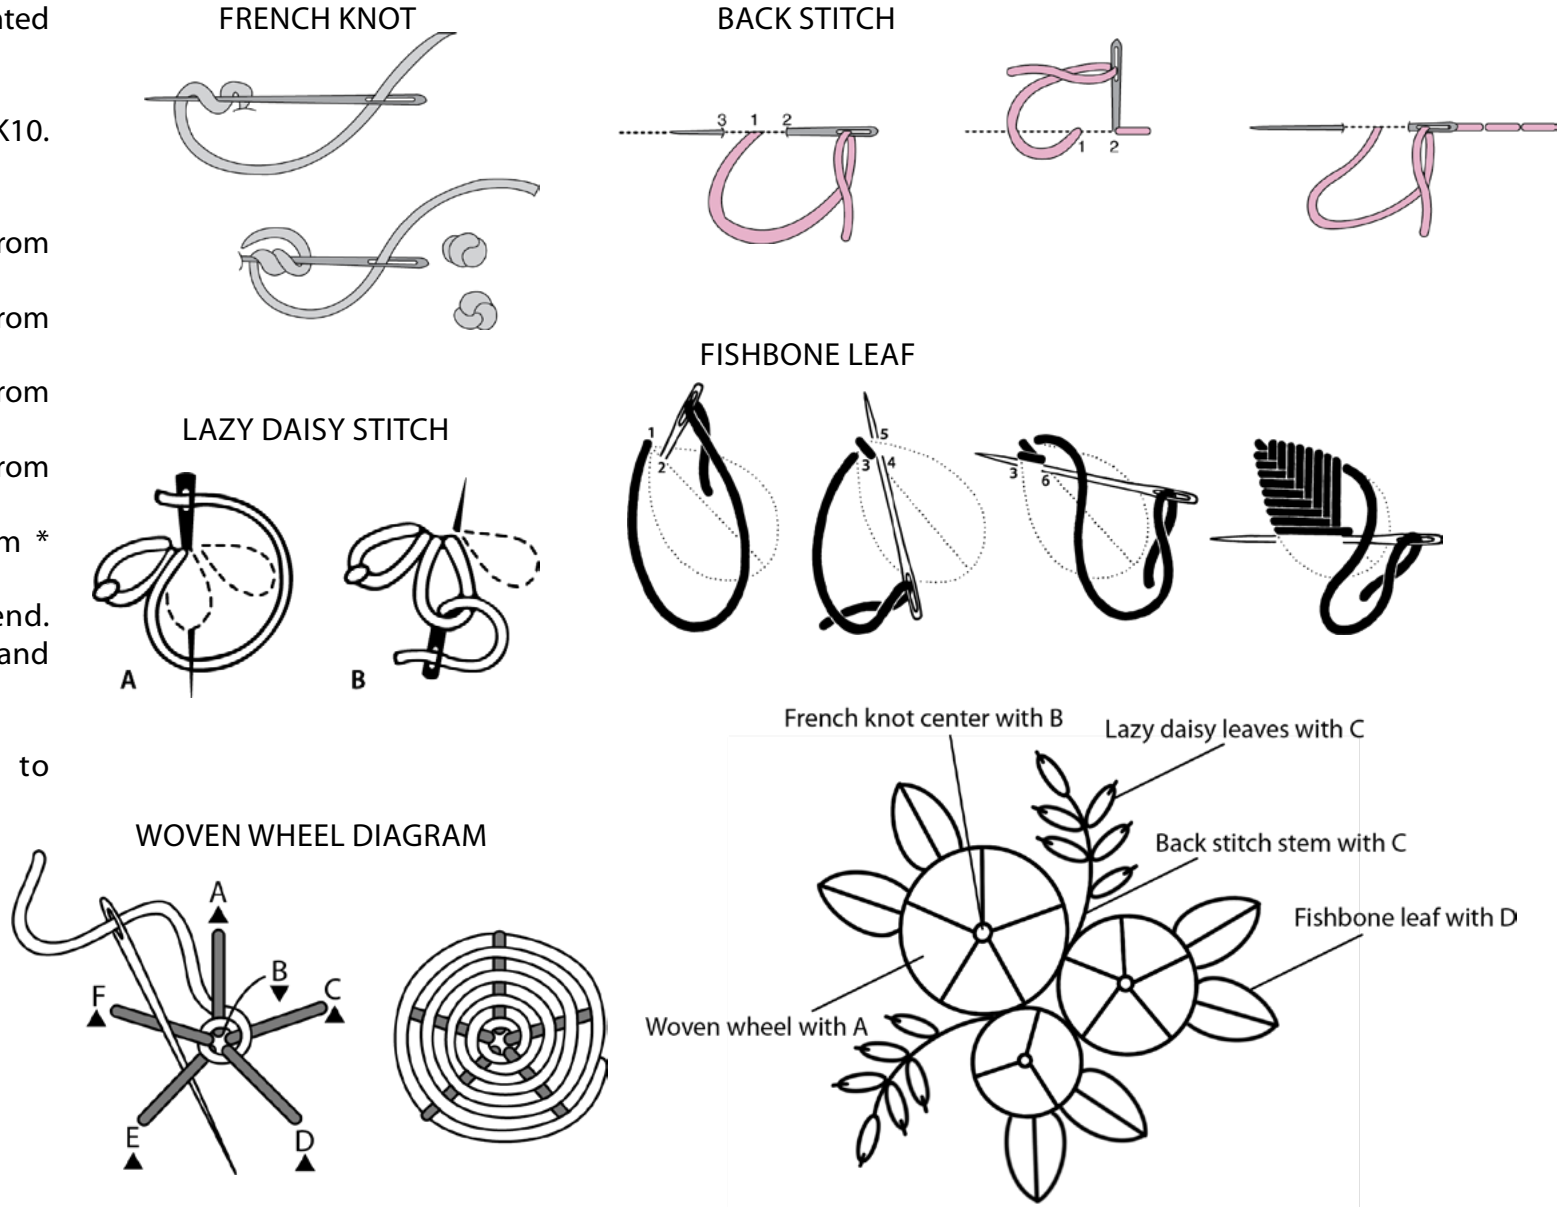 ated
K10.
rom
rom
rom
rom
m *
end.
and
to
FRENCH KNOT
BACK STITCH
3 1 2
1 2
LAZY DAISY STITCH
A B
FISHBONE LEAF
1
2
5
3 4
3 6
WOVEN WHEEL DIAGRAM
A
B
C
F
E
D
French knot center with B
Lazy daisy leaves with C
Back stitch stem with C
Fishbone leaf with D
Woven wheel with A